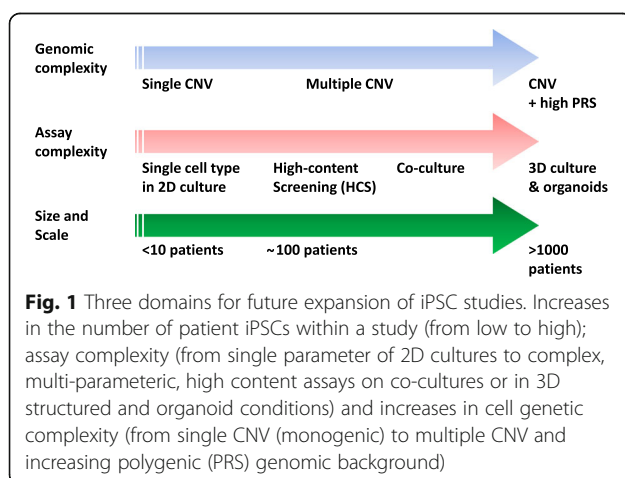 Genomic
complexity
Single CNV Multiple CNV CNV
+ high PRS
Assay
complexity
Single cell type
in 2D culture High-content
Screening (HCS) Co-culture 3D culture
& organoids
Size and
Scale
<10 patients ~100 patients >1000
patients
Fig. 1 Three domains for future expansion of iPSC studies. Increases
in the number of patient iPSCs within a study (from low to high);
assay complexity (from single parameter of 2D cultures to complex,
multi-parameteric, high content assays on co-cultures or in 3D
structured and organoid conditions) and increases in cell genetic
complexity (from single CNV (monogenic) to multiple CNV and
increasing polygenic (PRS) genomic background)